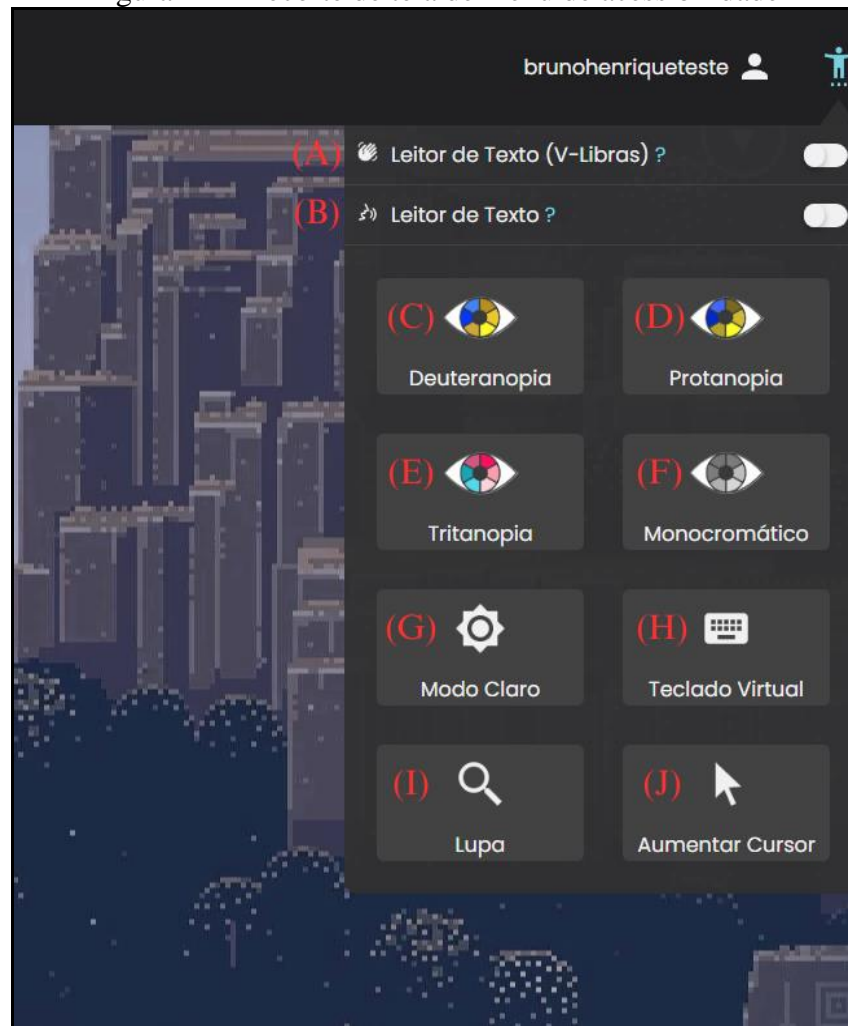 brunohenriqueteste
(A) Leitor de Texto (V-Libras) ?
(B) Leitor de Texto ?
(C) (D)
Deuteranopia Protanopia
(E) (F)
Tritanopia Monocromático
(G) (H)
Modo Claro Teclado Virtual
(I) (J)
Lupa Aumentar Cursor